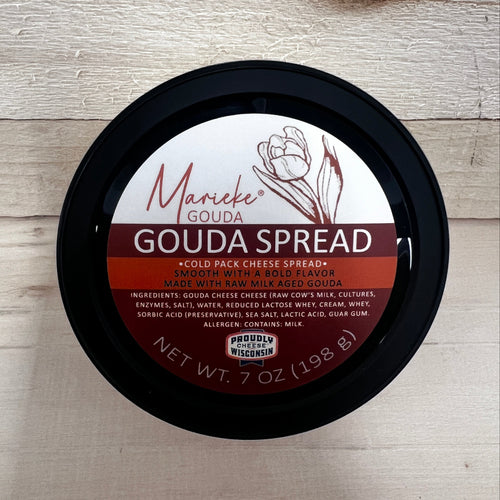 Marieke®
GOUDA
GOUDA SPREAD
•COLD PACK CHEESE SPREAD•
SMOOTH WITH A BOLD FLAVOR
MADE WITH RAW MILK AGED GOUDA
INGREDIENTS: GOUDA CHEESE CHEESE (RAW COW'S MILK, CULTURES,
ENZYMES, SALT), WATER, REDUCED LACTOSE WHEY, CREAM, WHEY,
SORBIC ACID (PRESERVATIVE), SEA SALT, LACTIC ACID, GUAR GUM.
ALLERGEN: CONTAINS: MILK.
PROUDLY
WISCONSIN
CHEESE
NET WT. 7 OZ (198 g)